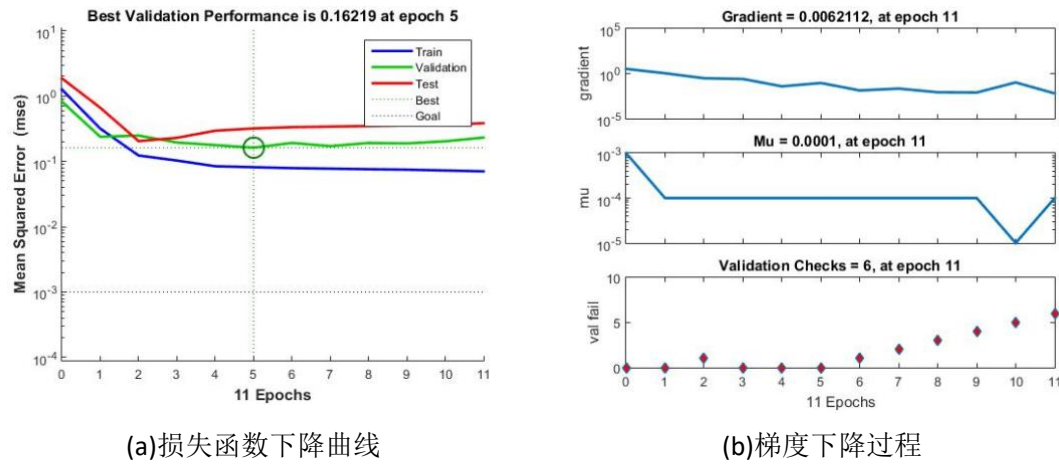 Best Validation Performance is 0.16219 at epoch 5
Mean Squared Error (mse)
10^1
10^0
10^-1
10^-2
10^-3
10^-4
Train
Validation
Test
Best
Goal
0 1 2 3 4 5 6 7 8 9 10 11
11 Epochs
(a)损失函数下降曲线
Gradient = 0.0062112, at epoch 11
gradient
10^5
10^0
10^-5
Mu = 0.0001, at epoch 11
mu
10^-3
10^-4
10^-5
Validation Checks = 6, at epoch 11
val fail
10
5
0
0 1 2 3 4 5 6 7 8 9 10 11
11 Epochs
(b)梯度下降过程